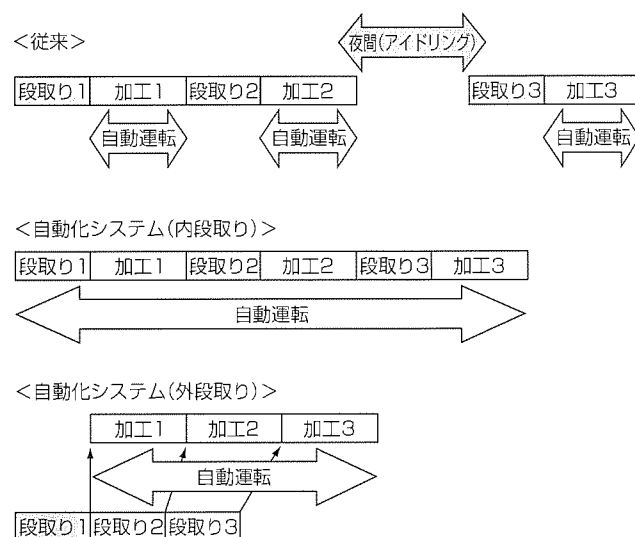 <従来>
夜間(アイドリング)
段取り1 加工1 段取り2 加工2 段取り3 加工3
自動運転 自動運転 自動運転
<自動化システム(内段取り)>
段取り1 加工1 段取り2 加工2 段取り3 加工3
自動運転
<自動化システム(外段取り)>
加工1 加工2 加工3
自動運転
段取り1 段取り2 段取り3